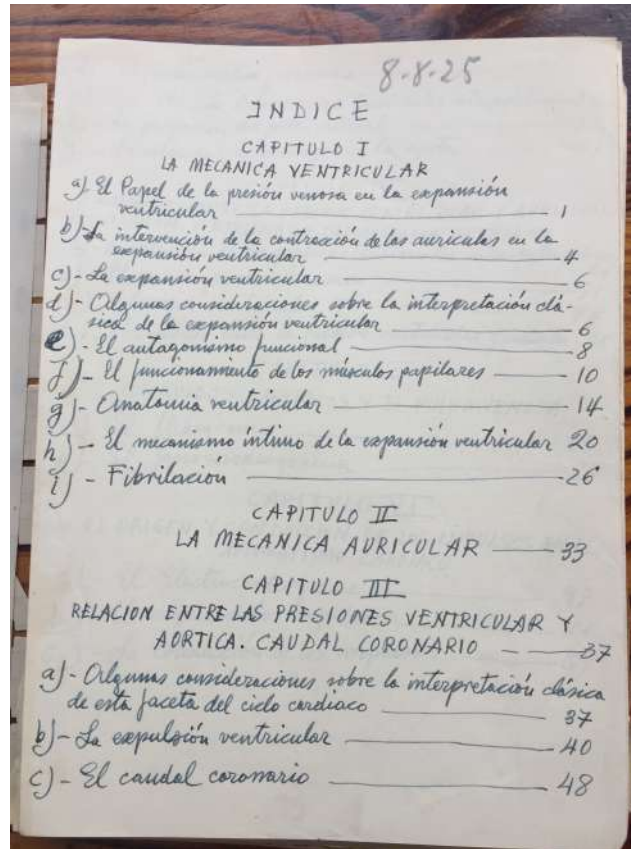 8-8-25
INDICE
CAPITULO I
LA MECANICA VENTRICULAR
a)- El Papel de la presión venosa en la expansión
ventricular ——— 1
b)- La intervención de la contracción de las auriculas en la
expansión ventricular ——— 4
c)- La expansión ventricular ——— 6
d)- Algunas consideraciones sobre la interpretación clá-
sica de la expansión ventricular ——— 6
e)- El antagonismo funcional ——— 8
f)- El funcionamiento de los músculos papilares ——— 10
g)- Anatomia ventricular ——— 14
h)- El mecanismo íntimo de la expansión ventricular 20
i)- Fibrilación ——— 26
CAPITULO II
LA MECANICA AURICULAR ——— 33
CAPITULO III
RELACION ENTRE LAS PRESIONES VENTRICULAR Y
AORTICA. CAUDAL CORONARIO ——— 37
a)- Algunas consideraciones sobre la interpretación clásica
de esta faceta del ciclo cardiaco ——— 37
b)- La expulsión ventricular ——— 40
c)- El caudal coronario ——— 48